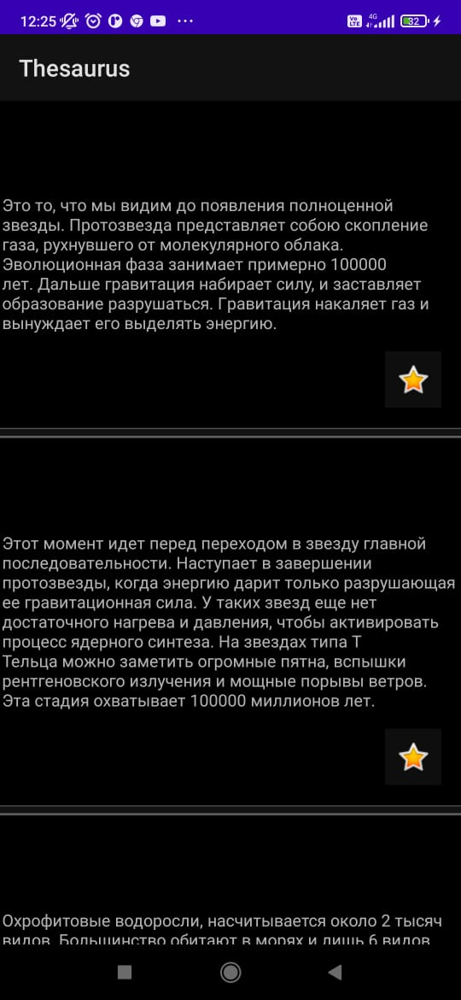 12:25
Vo LTE 4G 32
Thesaurus
Это то, что мы видим до появления полноценной
звезды. Протозвезда представляет собою скопление
газа, рухнувшего от молекулярного облака.
Эволюционная фаза занимает примерно 100000
лет. Дальше гравитация набирает силу, и заставляет
образование разрушаться. Гравитация накаляет газ и
вынуждает его выделять энергию.
Этот момент идет перед переходом в звезду главной
последовательности. Наступает в завершении
протозвезды, когда энергию дарит только разрушающая
ее гравитационная сила. У таких звезд еще нет
достаточного нагрева и давления, чтобы активировать
процесс ядерного синтеза. На звездах типа Т
Тельца можно заметить огромные пятна, вспышки
рентгеновского излучения и мощные порывы ветров.
Эта стадия охватывает 100000 миллионов лет.
Охрофитовые водоросли, насчитывается около 2 тысяч
видов. Большинство обитают в морях и лишь 6 видов